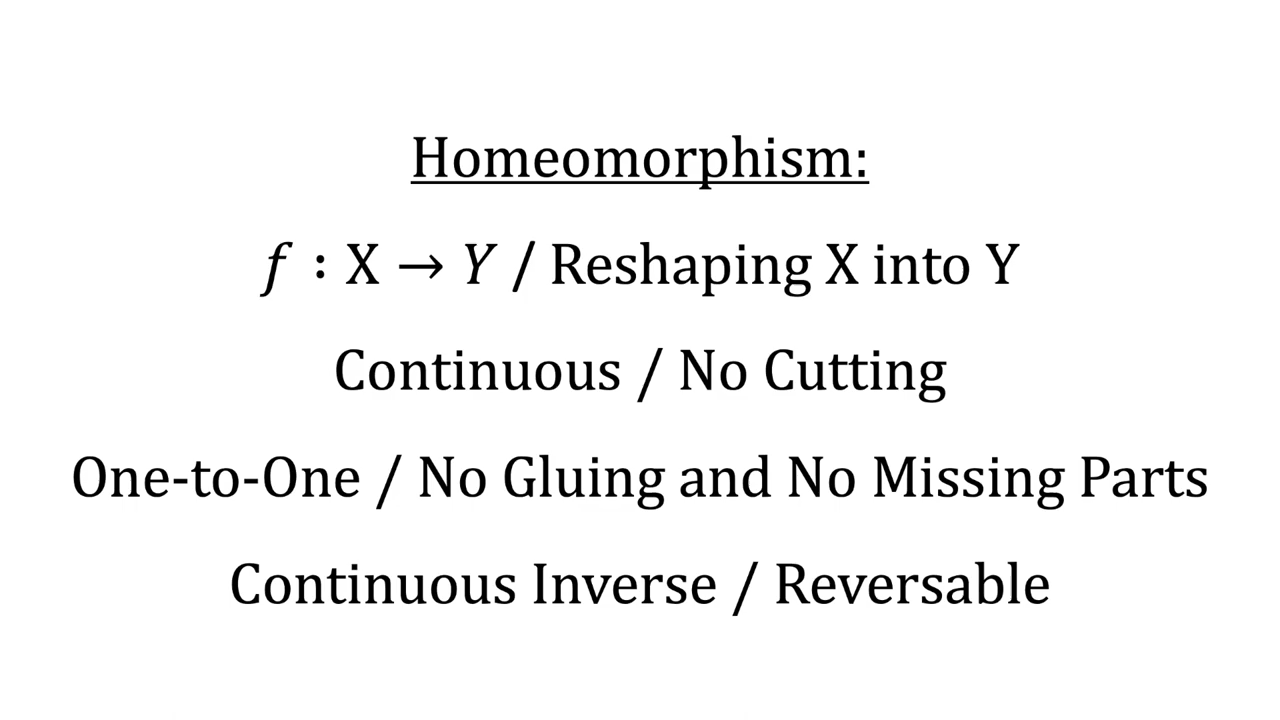 Homeomorphism:
𝑓 : X → 𝑌 / Reshaping X into Y
Continuous / No Cutting
One-to-One / No Gluing and No Missing Parts
Continuous Inverse / Reversable